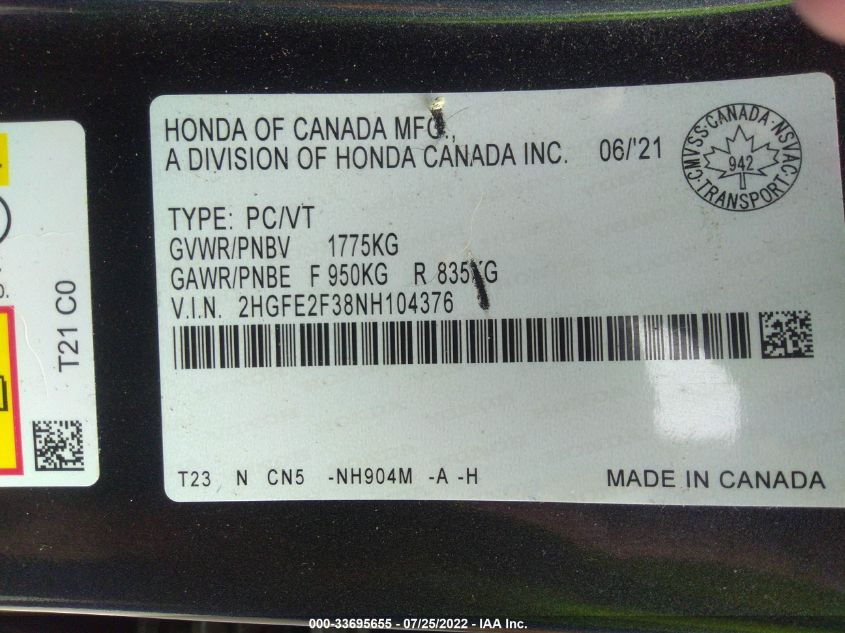 HONDA OF CANADA MFG.,
A DIVISION OF HONDA CANADA INC. 06/'21
CMVSS·CANADA·NSVAC
942
TRANSPORT
TYPE: PC/VT
GVWR/PNBV 1775KG
GAWR/PNBE F 950KG R 835KG
V.I.N. 2HGFE2F38NH104376
T21 C0
T23 N CN5 -NH904M -A -H MADE IN CANADA
000-33695655 - 07/25/2022 - IAA Inc.